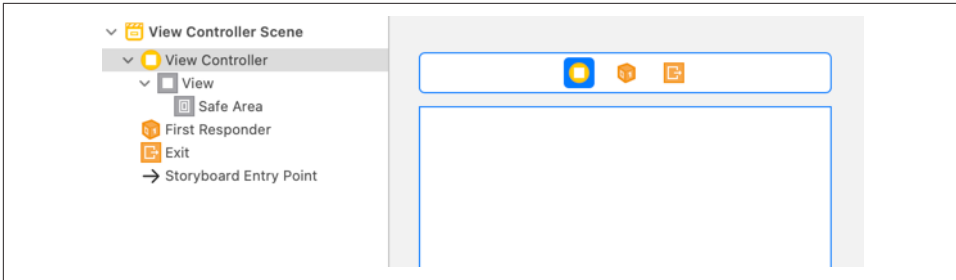 View Controller Scene
View Controller
View
Safe Area
First Responder
Exit
Storyboard Entry Point